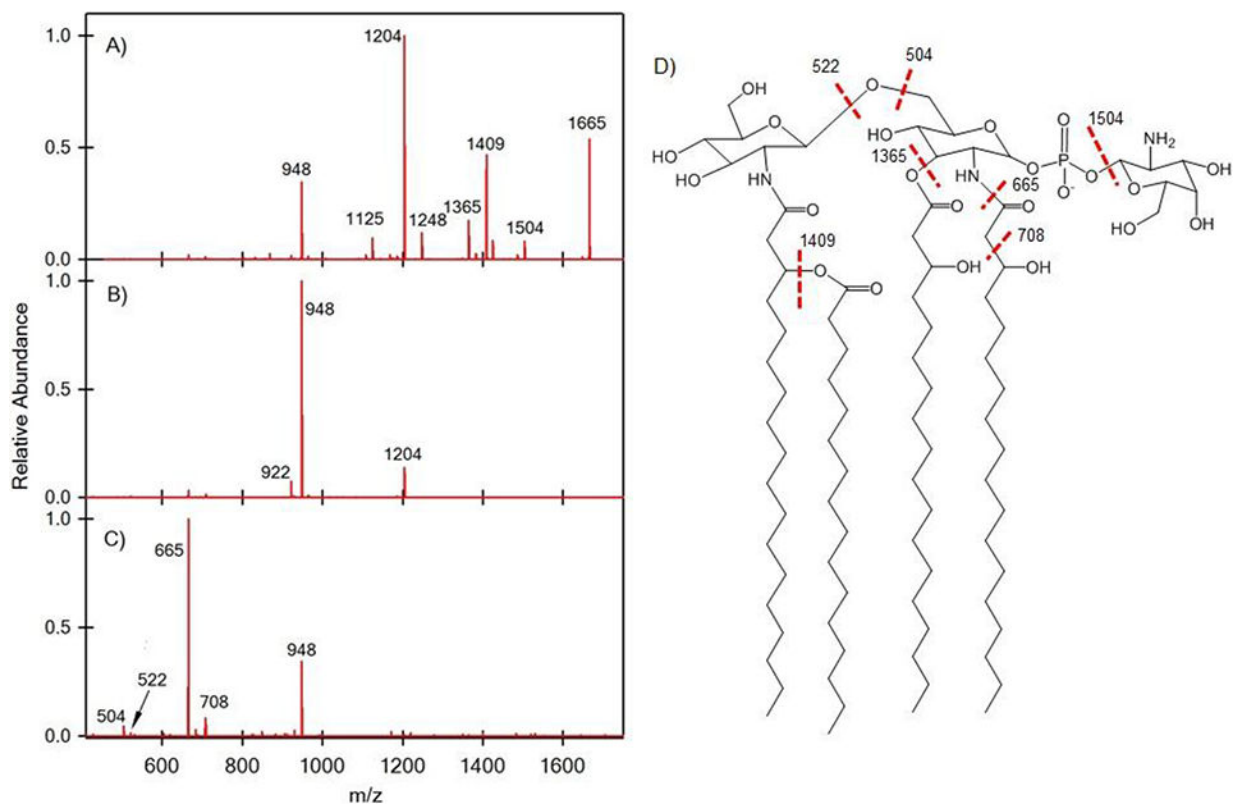 A)
1204
1665
1409
948
1365
1125
1248
1504
1.0
0.5
0.0
B)
948
922
1204
1.0
0.5
0.0
C)
665
948
522
504
708
1.0
0.5
0.0
600 800 1000 1200 1400 1600
m/z
Relative Abundance
D)
522
504
OH
O
O
HO
O
O
1504
NH2
HO
HO
O
1365
O
HN
O
P
O
O-
O
OH
HN
O
O
665
O
HO
OH
O
708
1409
OH
OH
O
O